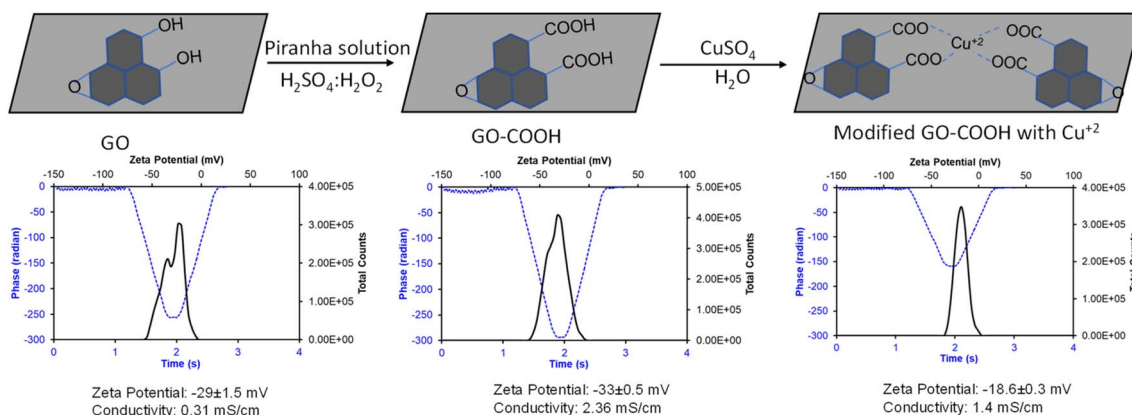 OH
OH
O
Piranha solution
H₂SO₄:H₂O₂
COOH
COOH
O
CuSO₄
H₂O
COO
COO
Cu⁺²
OOC
OOC
O
O
GO
GO-COOH
Modified GO-COOH with Cu⁺²
Zeta Potential (mV)
-150 -100 -50 0 50 100
0
-50
-100
-150
-200
-250
-300
Phase (radian)
4.00E+05
3.00E+05
2.00E+05
1.00E+05
0.00E+00
Total Counts
0 1 2 3 4
Time (s)
Zeta Potential: -29±1.5 mV
Conductivity: 0.31 mS/cm
Zeta Potential (mV)
-150 -100 -50 0 50 100
0
-50
-100
-150
-200
-250
-300
Phase (radian)
5.00E+05
4.00E+05
3.00E+05
2.00E+05
1.00E+05
0.00E+00
Total Counts
0 1 2 3 4
Time (s)
Zeta Potential: -33±0.5 mV
Conductivity: 2.36 mS/cm
Zeta Potential (mV)
-150 -100 -50 0 50 100
0
-50
-100
-150
-200
-250
-300
Phase (radian)
4.00E+05
3.00E+05
2.00E+05
1.00E+05
0.00E+00
Total Counts
0 1 2 3 4
Time (s)
Zeta Potential: -18.6±0.3 mV
Conductivity: 1.4 mS/cm